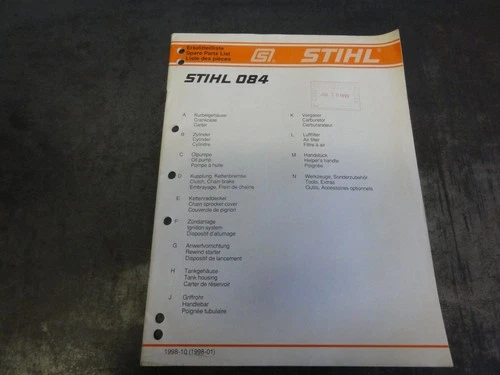 Ersatzteilliste
Spare Parts List
Liste des pièces
STIHL
STIHL 084
A Kurbelgehäuse
Crankcase
Carter
B Zylinder
Cylinder
Cylindre
C Ölpumpe
Oil pump
Pompe à huile
D Kupplung, Kettenbremse
Clutch, Chain brake
Embrayage, Frein de chaîne
E Kettenraddeckel
Chain sprocket cover
Couvercle de pignon
F Zündanlage
Ignition system
Dispositif d'allumage
G Anwerfvorrichtung
Rewind starter
Dispositif de lancement
H Tankgehäuse
Tank housing
Carter de réservoir
J Griffrohr
Handlebar
Poignée tubulaire
K Vergaser
Carburetor
Carburateur
L Luftfilter
Air filter
Filtre à air
M Handstück
Helper's handle
Poignée
N Werkzeuge, Sonderzubehör
Tools, Extras
Outils, Accessoires optionnels
1998-10 (1998-01)